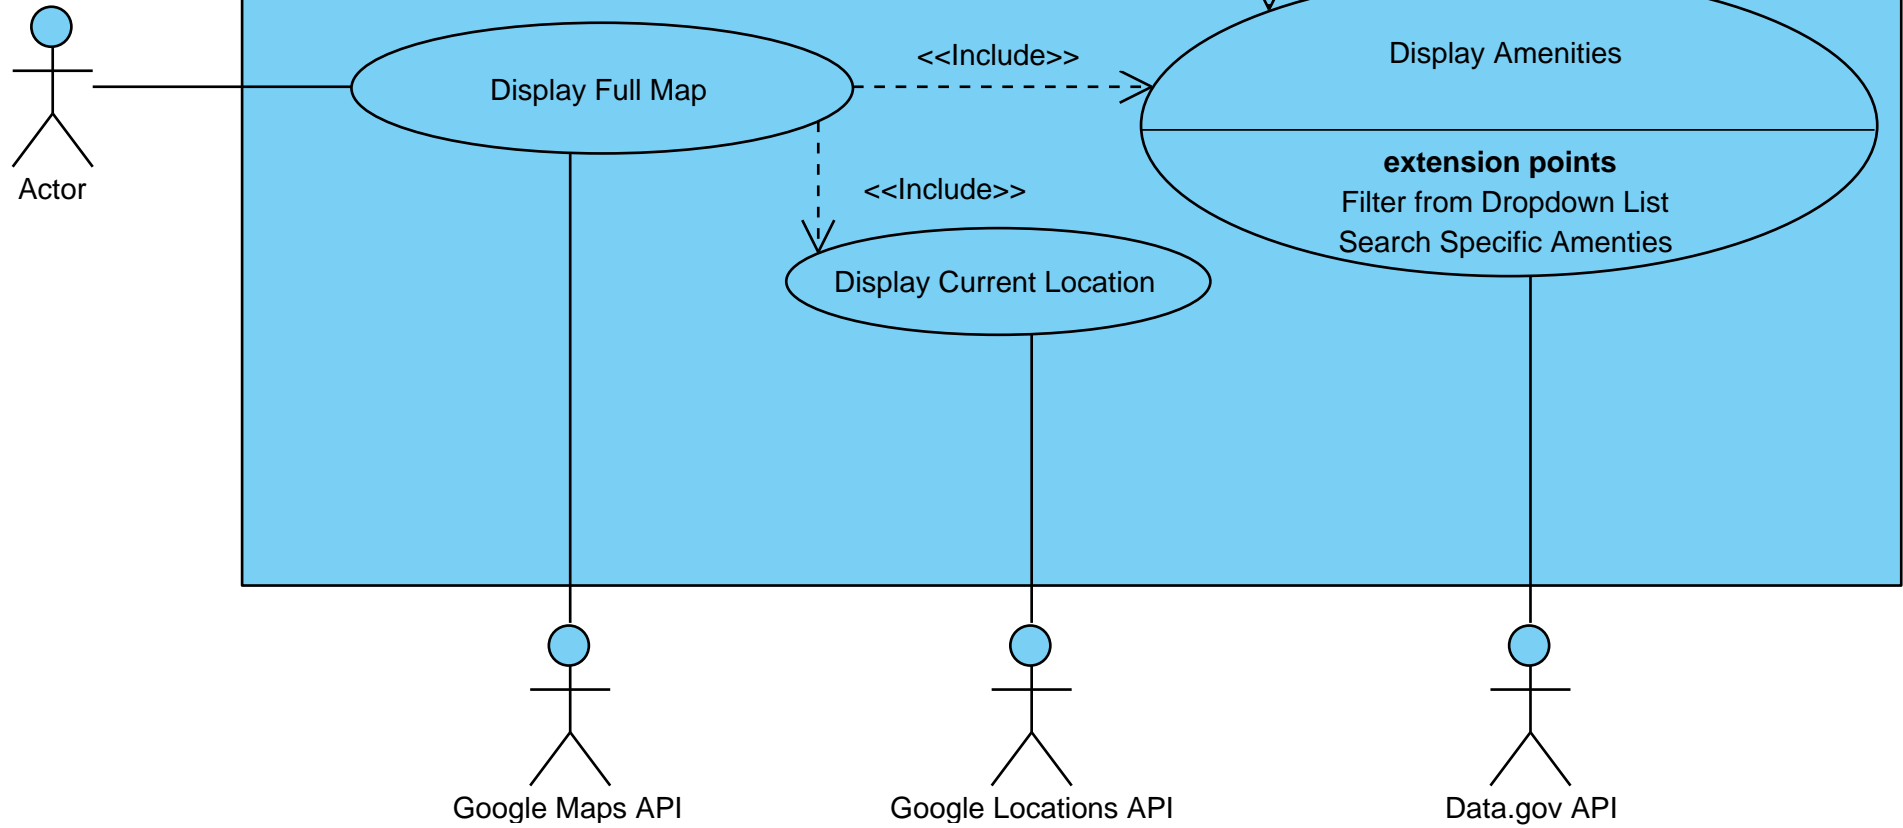 <<Include>>
Display Amenities
Display Full Map
extension points
Filter from Dropdown List
Search Specific Amenties
Actor
<<Include>>
Display Current Location
Google Maps API
Google Locations API
Data.gov API